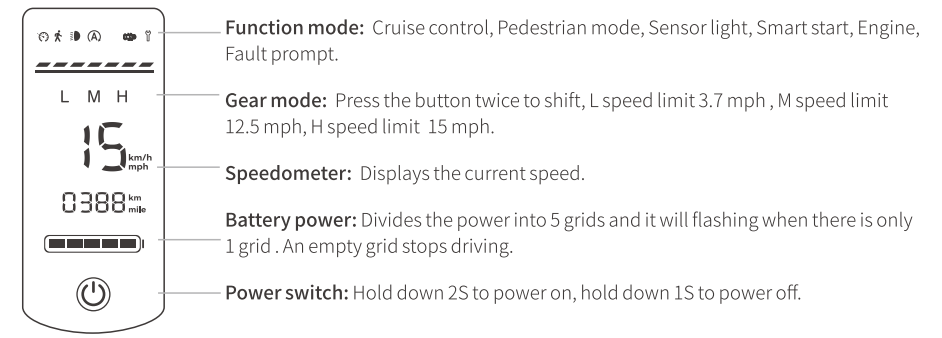 Function mode: Cruise control, Pedestrian mode, Sensor light, Smart start, Engine,
Fault prompt.
L M H
Gear mode: Press the button twice to shift, L speed limit 3.7 mph , M speed limit
12.5 mph, H speed limit 15 mph.
15 km/h
mph
Speedometer: Displays the current speed.
0388 km
mile
Battery power: Divides the power into 5 grids and it will flashing when there is only
1 grid . An empty grid stops driving.
Power switch: Hold down 2S to power on, hold down 1S to power off.
(A)